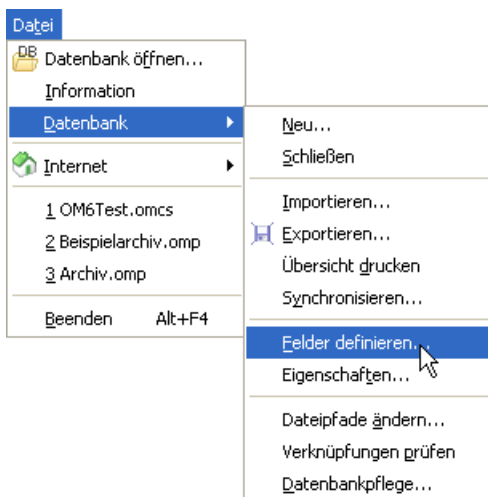 Datei
DB
Datenbank öffnen...
Information
Datenbank
Internet
1 OM6Test.omcs
2 Beispielarchiv.omp
3 Archiv.omp
Beenden Alt+F4
Neu...
Schließen
Importieren...
Exportieren...
Übersicht drucken
Synchronisieren...
Felder definieren...
Eigenschaften...
Dateipfade ändern...
Verknüpfungen prüfen
Datenbankpflege...